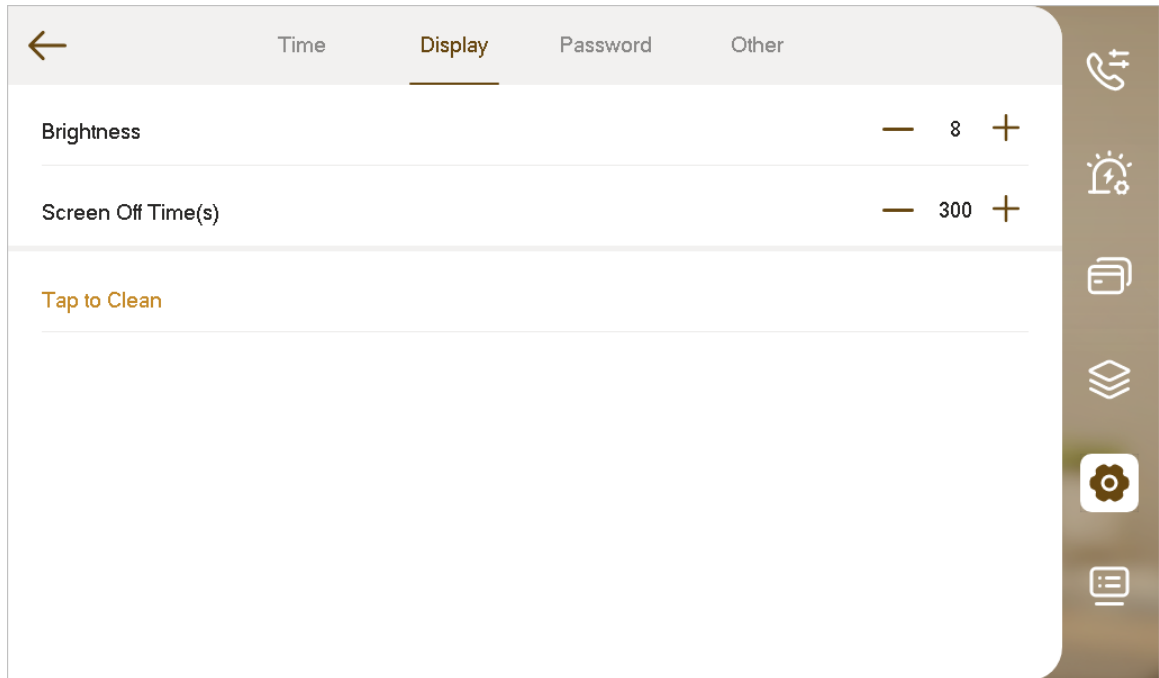 Time Display Password Other
Brightness — 8 +
Screen Off Time(s) — 300 +
Tap to Clean